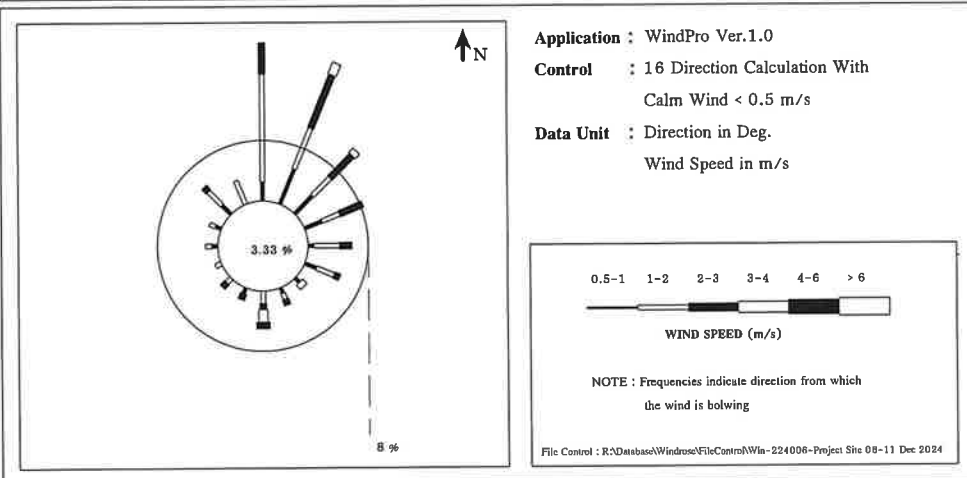 N
3.33 %
8 %
Application : WindPro Ver.1.0
Control : 16 Direction Calculation With
Calm Wind < 0.5 m/s
Data Unit : Direction in Deg.
Wind Speed in m/s
0.5-1 1-2 2-3 3-4 4-6 > 6
WIND SPEED (m/s)
NOTE : Frequencies indicate direction from which
the wind is bolwing
File Control : R:\Database\Windrose\FileControl\Win-224006-Project Site 08-11 Dec 2024